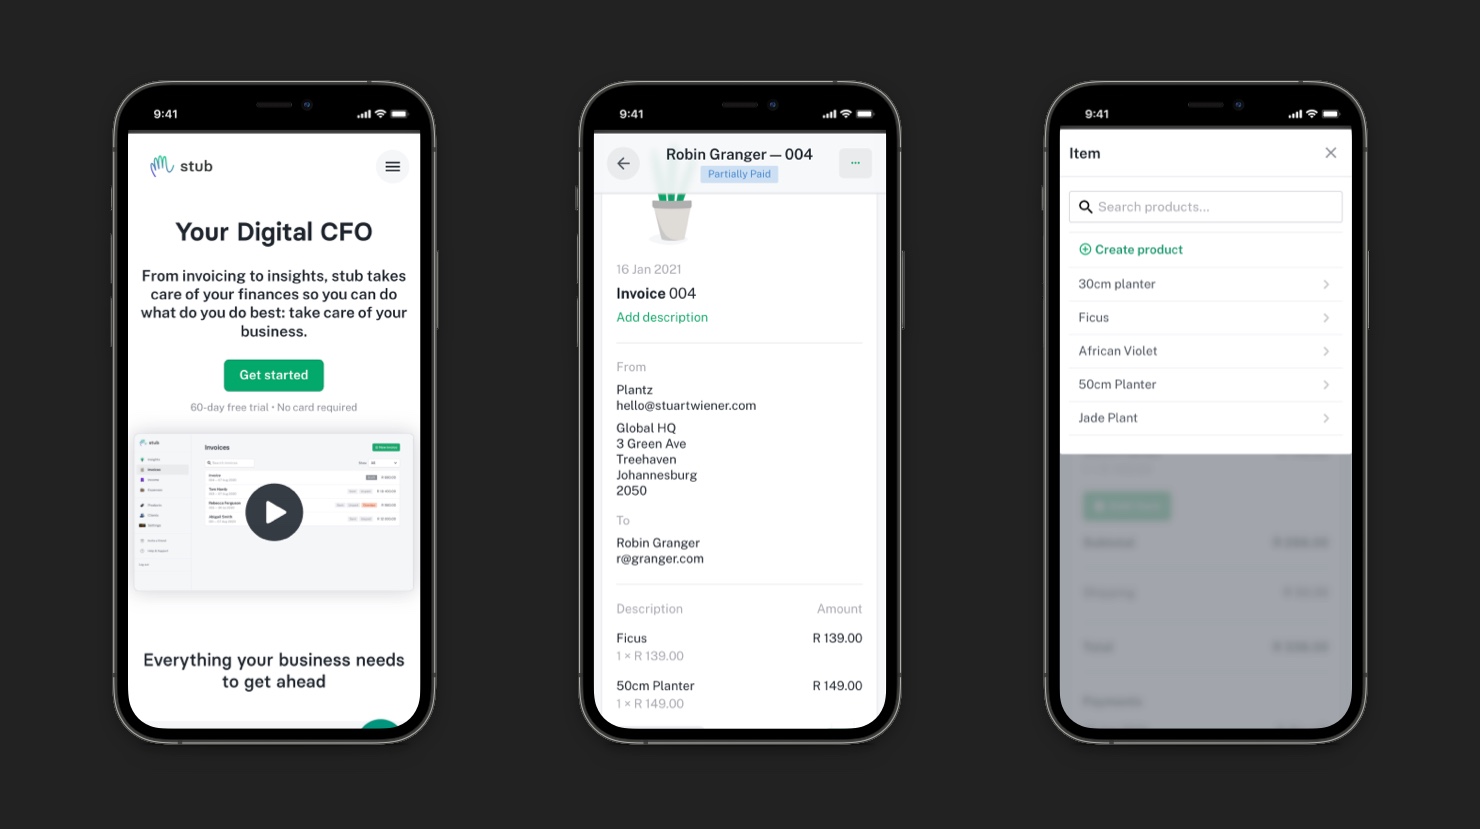 9:41
stub
Your Digital CFO
From invoicing to insights, stub takes
care of your finances so you can do
what do you do best: take care of your
business.
Get started
60-day free trial • No card required
stub
Invoices
Everything your business needs
to get ahead
9:41
Robin Granger — 004
Partially Paid
16 Jan 2021
Invoice 004
Add description
From
Plantz
hello@stuartwiener.com
Global HQ
3 Green Ave
Treehaven
Johannesburg
2050
To
Robin Granger
r@granger.com
Description Amount
Ficus R 139.00
1 × R 139.00
50cm Planter R 149.00
1 × R 149.00
9:41
Item
Search products...
Create product
30cm planter
Ficus
African Violet
50cm Planter
Jade Plant